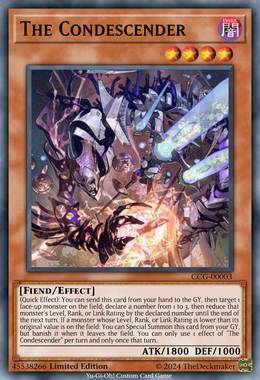 The Condescender
DARK
闇
CCG-00003
[Fiend/Effect]
(Quick Effect): You can send this card from your hand to the GY, then target 1
face-up monster on the field; declare a number from 1 to 3, then reduce that
monster's Level, Rank, or Link Rating by the declared number until the end of
the next turn. If a monster whose Level, Rank, or Link Rating is lower than its
original value is on the field: You can Special Summon this card from your GY,
but banish it when it leaves the field. You can only use 1 effect of "The
Condescender" per turn and only once that turn.
ATK/1800 DEF/1000
45538266 Limited Edition © 2024 TheDeckmaker
Yu-Gi-Oh! Custom Card Game